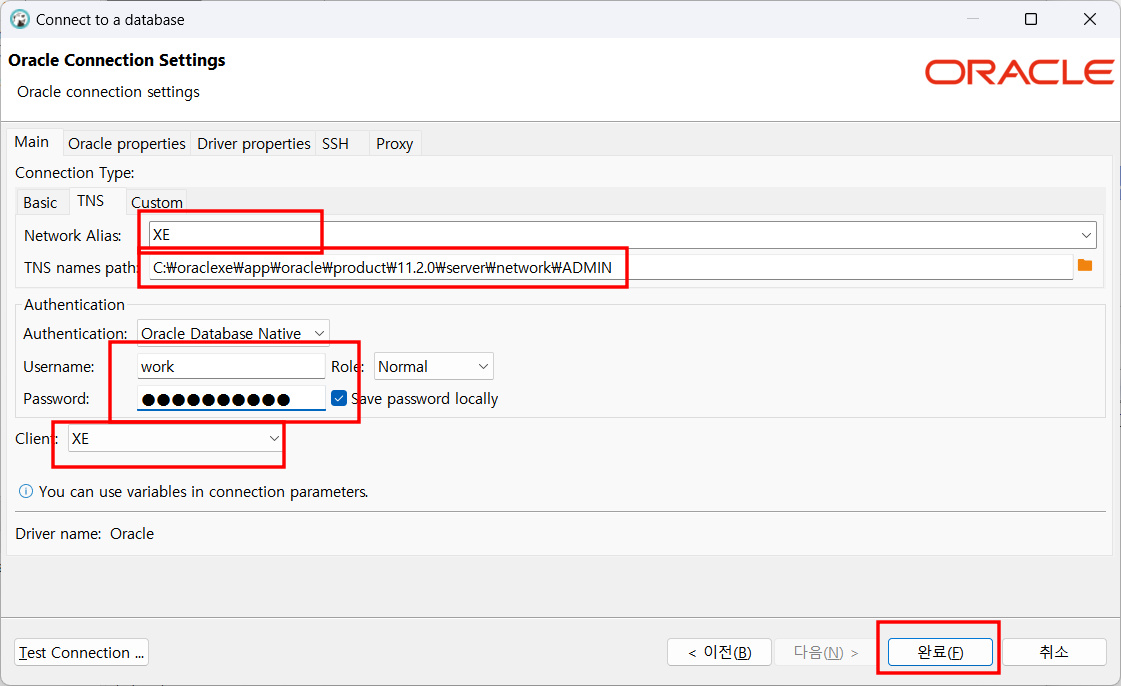 Connect to a database
Oracle Connection Settings
Oracle connection settings
ORACLE
Main Oracle properties Driver properties SSH Proxy
Connection Type:
Basic TNS Custom
Network Alias: XE
TNS names path: C:₩oraclexe₩app₩oracle₩product₩11.2.0₩server₩network₩ADMIN
Authentication
Authentication: Oracle Database Native
Username: work Role: Normal
Password: ●●●●●●●●●● Save password locally
Client: XE
You can use variables in connection parameters.
Driver name: Oracle
Test Connection ... < 이전(B) 다음(N) > 완료(F) 취소